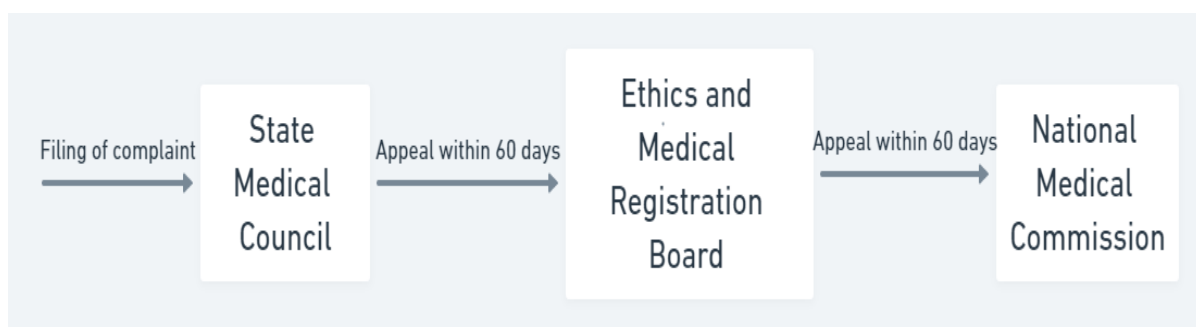 Filing of complaint
State
Medical
Council
Appeal within 60 days
Ethics and
Medical
Registration
Board
Appeal within 60 days
National
Medical
Commission